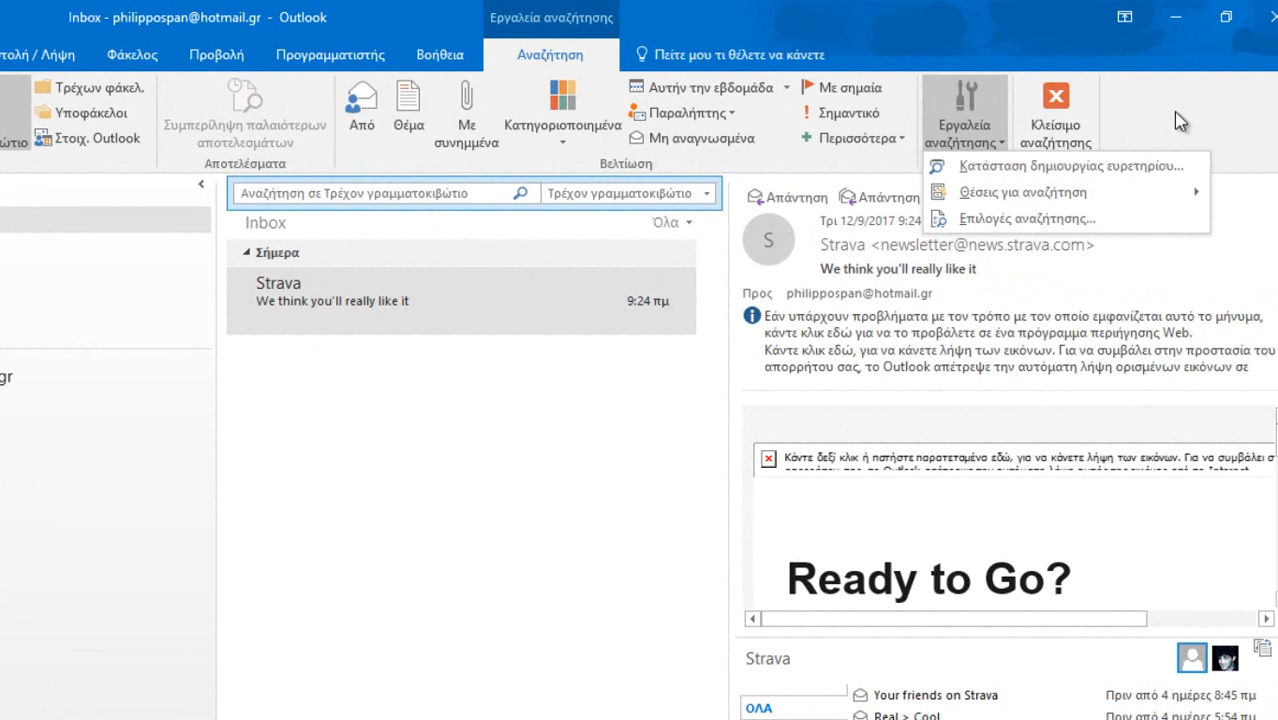 Inbox - philippospan@hotmail.gr - Outlook
Εργαλεία αναζήτησης
στολή / Λήψη Φάκελος Προβολή Προγραμματιστής Βοήθεια Αναζήτηση Πείτε μου τι θέλετε να κάνετε
Τρέχων φάκελ.
Υποφάκελοι
Στοιχ. Outlook
ώτιο
Συμπερίληψη παλαιότερων
αποτελεσμάτων
Αποτελέσματα
Από
Θέμα
Με
συνημμένα
Κατηγοριοποιημένα
Αυτήν την εβδομάδα
Παραλήπτης
Μη αναγνωσμένα
Με σημαία
Σημαντικό
Περισσότερα
Βελτίωση
Εργαλεία
αναζήτησης
Κλείσιμο
αναζήτησης
Κατάσταση δημιουργίας ευρετηρίου...
Θέσεις για αναζήτηση
Επιλογές αναζήτησης...
Αναζήτηση σε Τρέχον γραμματοκιβώτιο
Τρέχον γραμματοκιβώτιο
Inbox Όλα
Σήμερα
Strava
We think you'll really like it 9:24 πμ
gr
Απάντηση Απάντηση
S
Τρι 12/9/2017 9:24
Strava <newsletter@news.strava.com>
We think you'll really like it
Προς philippospan@hotmail.gr
Εάν υπάρχουν προβλήματα με τον τρόπο με τον οποίο εμφανίζεται αυτό το μήνυμα,
κάντε κλικ εδώ για να το προβάλετε σε ένα πρόγραμμα περιήγησης Web.
Κάντε κλικ εδώ, για να κάνετε λήψη των εικόνων. Για να συμβάλει στην προστασία του
απορρήτου σας, το Outlook απέτρεψε την αυτόματη λήψη ορισμένων εικόνων σε
Κάντε δεξί κλικ ή πατήστε παρατεταμένα εδώ, για να κάνετε λήψη των εικόνων. Για να συμβάλει σ
Ready to Go?
Strava
ΟΛΑ
Your friends on Strava Πριν από 4 ημέρες 8:45 πμ
Real > Cool Πριν από 4 ημέρες 5:54 πμ